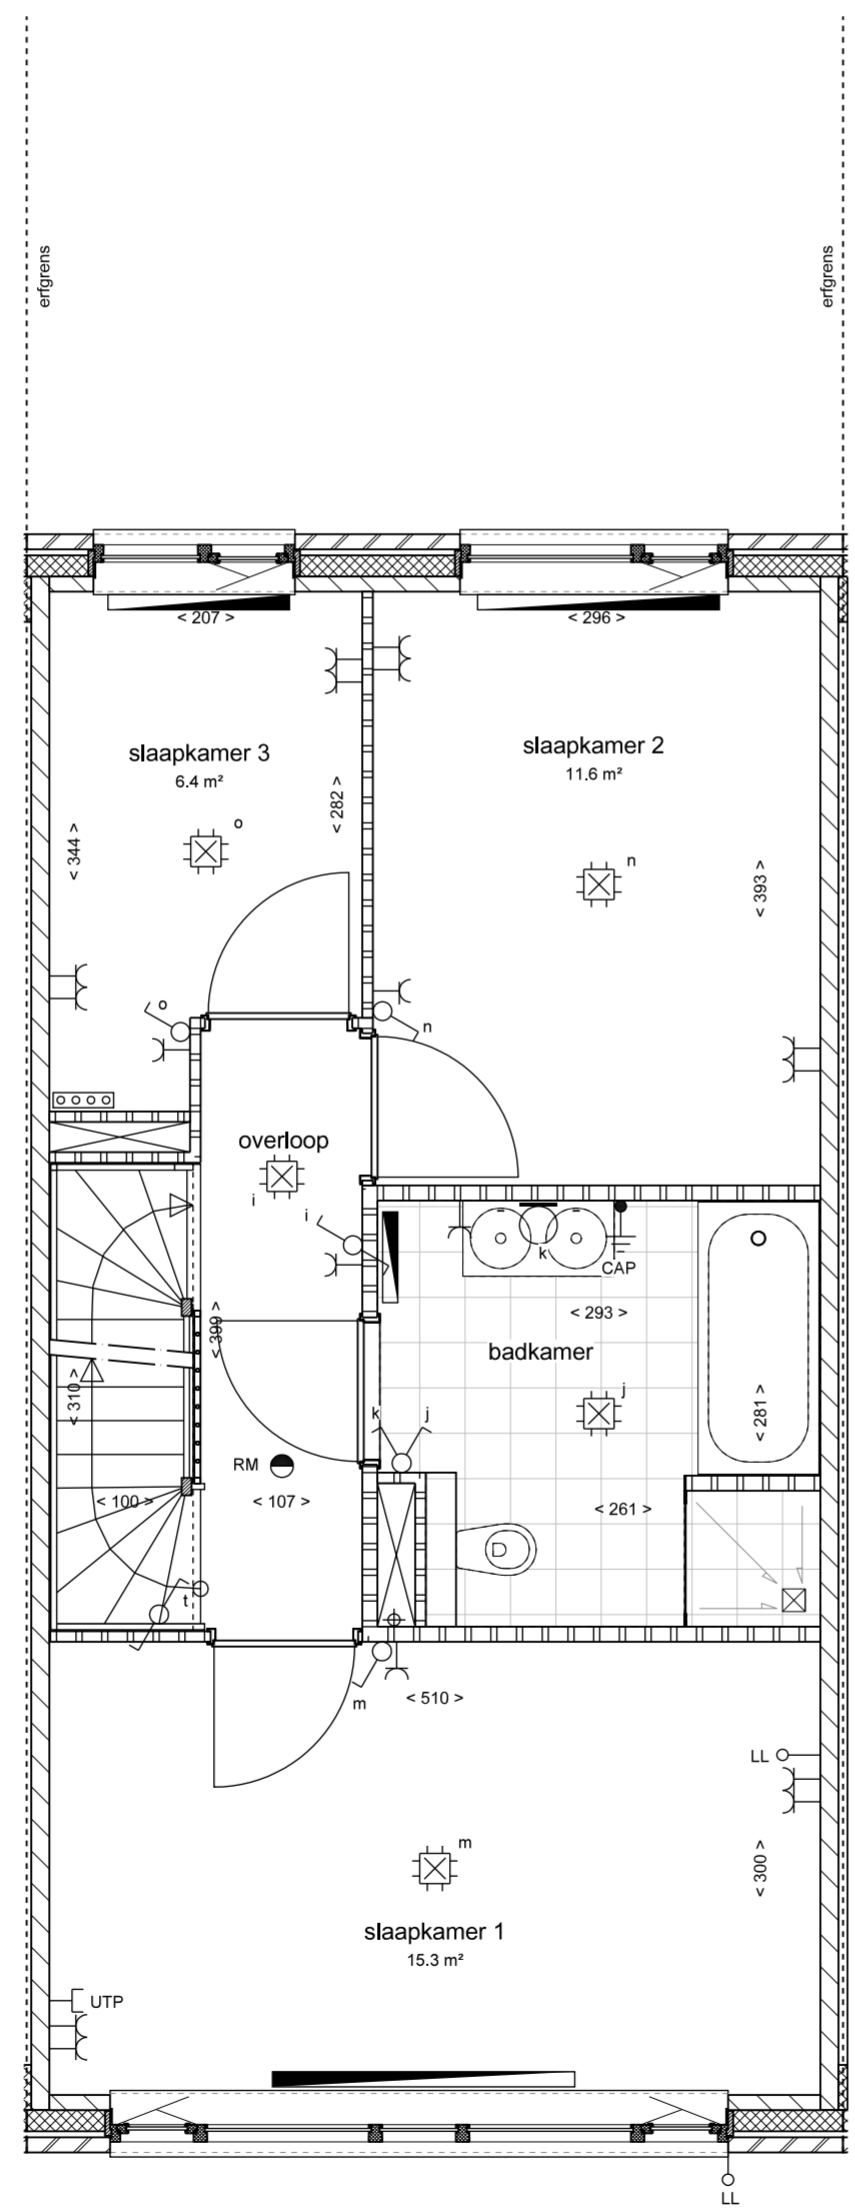 erfgrens
erfgrens
< 207 >
< 296 >
slaapkamer 3
6.4 m²
slaapkamer 2
11.6 m²
< 282 >
o
< 344 >
n
< 393 >
o
n
overloop
i
i
k
CAP
< 293 >
< 399 >
badkamer
j
< 310 >
k
j
< 281 >
RM
< 100 >
< 107 >
< 261 >
t
m
< 510 >
LL
m
< 300 >
slaapkamer 1
15.3 m²
UTP
LL